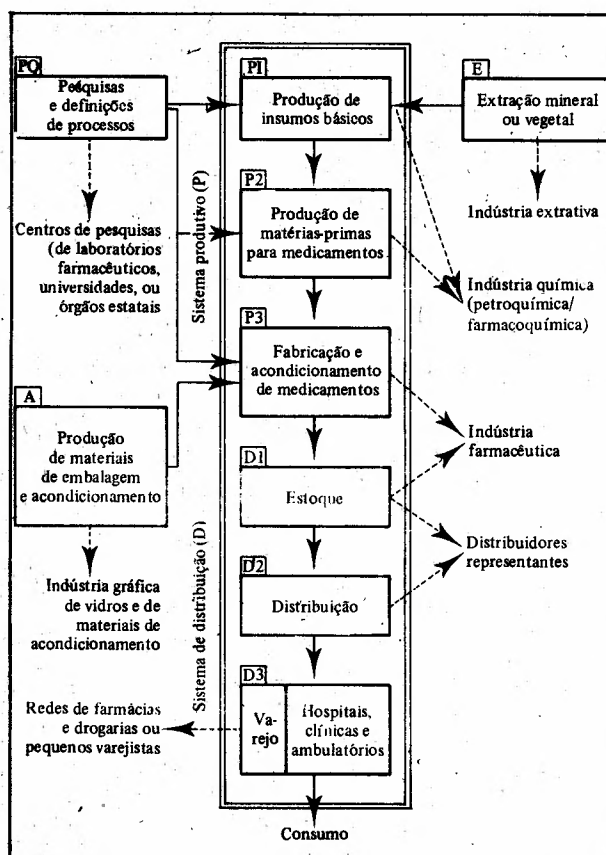 PQ
Pesquisas
e definições
de processos
Centros de pesquisas
(de laboratórios
farmacêuticos,
universidades, ou
órgãos estatais
A
Produção
de materiais
de embalagem
e acondicionamento
Indústria gráfica
de vidros e de
materiais de
acondicionamento
Redes de farmácias
e drogarias ou
pequenos varejistas
Sistema produtivo (P)
Sistema de distribuição (D)
P1
Produção de
insumos básicos
P2
Produção de
matérias-primas
para medicamentos
P3
Fabricação e
acondicionamento
de medicamentos
D1
Estoque
D2
Distribuição
D3
Va-
rejo
Hospitais,
clínicas e
ambulatórios
Consumo
E
Extração mineral
ou vegetal
Indústria extrativa
Indústria química
(petroquímica/
farmacoquímica)
Indústria
farmacêutica
Distribuidores
representantes